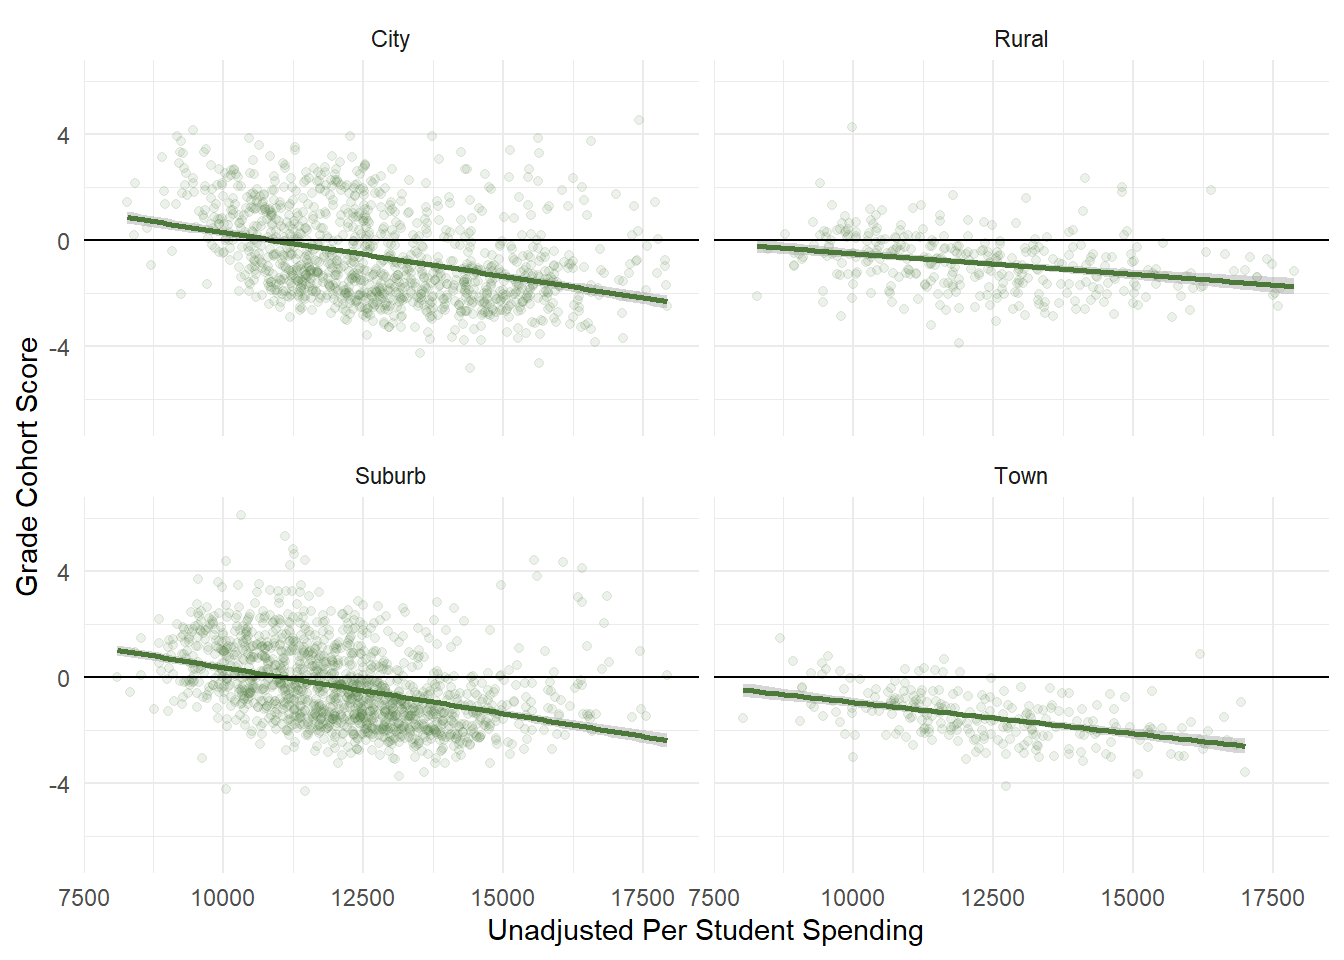 City
Rural
4
0
-4
Grade Cohort Score
Suburb
Town
4
0
-4
7500 10000 12500 15000 17500 7500 10000 12500 15000 17500
Unadjusted Per Student Spending